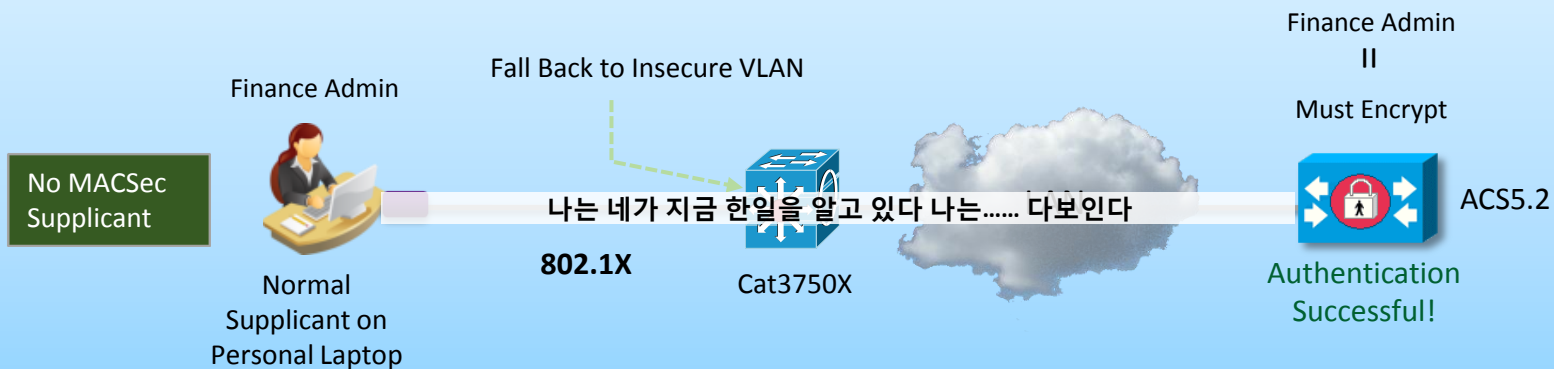 Finance Admin
II
Must Encrypt
Fall Back to Insecure VLAN
Finance Admin
No MACSec
Supplicant
나는 네가 지금 한일을 알고 있다 나는...... 다보인다
ACS5.2
802.1X
Cat3750X
Normal
Supplicant on
Personal Laptop
Authentication
Successful!